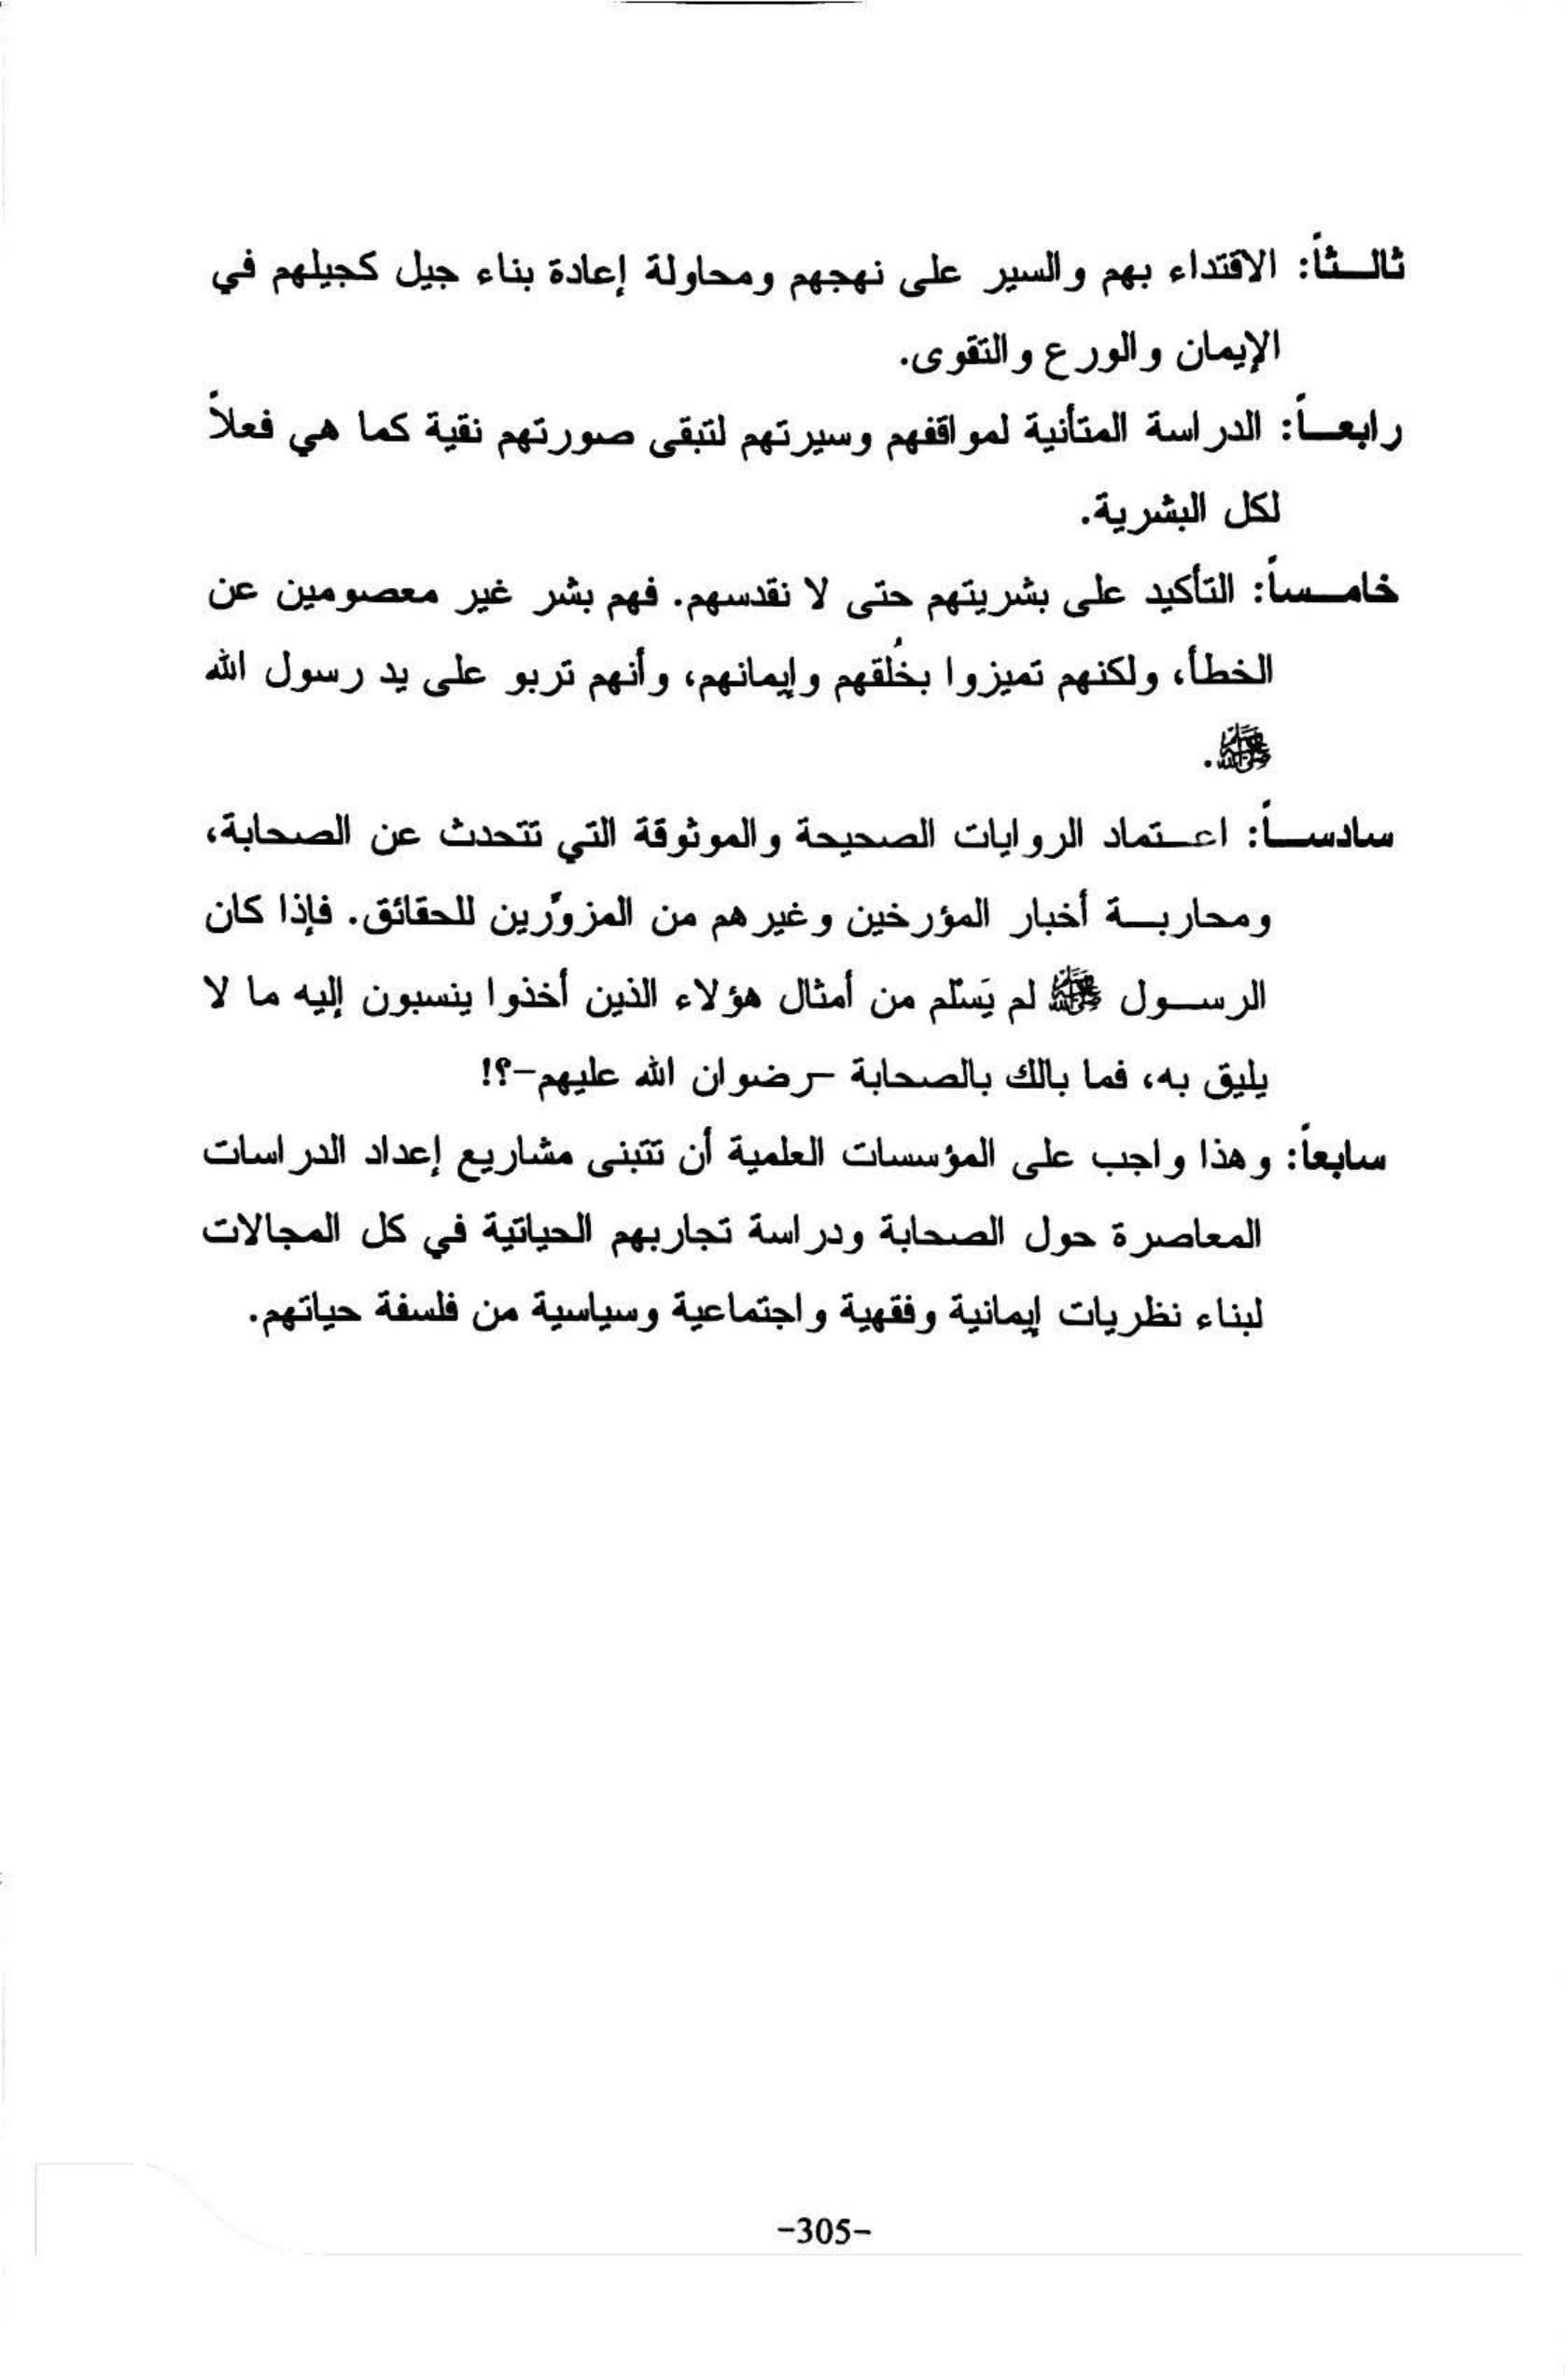 ثالثاً: الاقتداء بهم والسير على نهجهم ومحاولة إعادة بناء جيل كجيلهم في
الإيمان والورع والتقوى.
رابعاً: الدراسة المتأنية لمواقفهم وسيرتهم لتبقى صورتهم نقية كما هي فعلاً
لكل البشرية.
خامساً: التأكيد على بشريتهم حتى لا نقدسهم. فهم بشر غير معصومين عن
الخطأ، ولكنهم تميزوا بخُلقهم وإيمانهم، وأنهم تربو على يد رسول الله
ﷺ.
سادساً: اعتماد الروايات الصحيحة والموثوقة التي تتحدث عن الصحابة،
ومحاربة أخبار المؤرخين وغيرهم من المزوِّرين للحقائق. فإذا كان
الرسول ﷺ لم يَسْلم من أمثال هؤلاء الذين أخذوا ينسبون إليه ما لا
يليق به، فما بالك بالصحابة –رضوان الله عليهم–؟!
سابعاً: وهذا واجب على المؤسسات العلمية أن تتبنى مشاريع إعداد الدراسات
المعاصرة حول الصحابة ودراسة تجاربهم الحياتية في كل المجالات
لبناء نظريات إيمانية وفقهية واجتماعية وسياسية من فلسفة حياتهم.
-305-